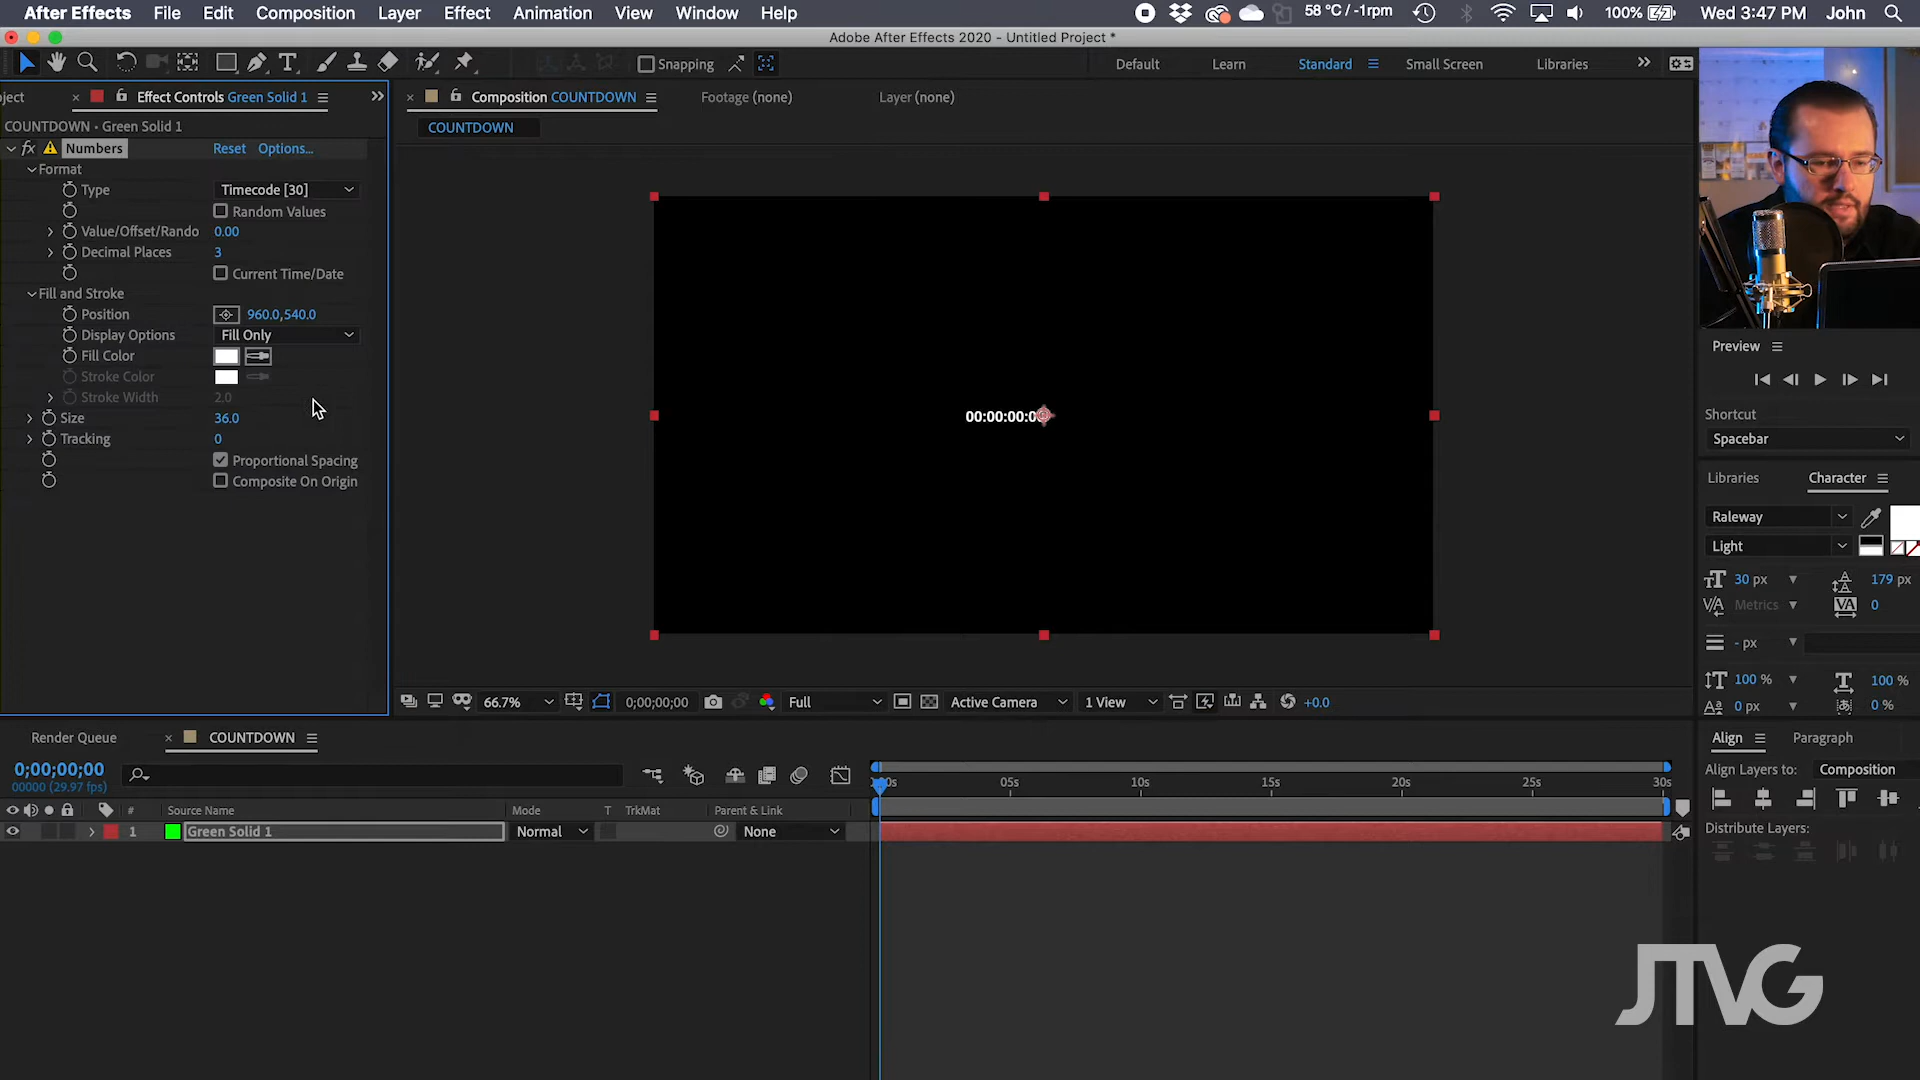 After Effects File Edit Composition Layer Effect Animation View Window Help 58 °C / -1rpm 100% Wed 3:47 PM John
Adobe After Effects 2020 - Untitled Project *
Snapping Default Learn Standard Small Screen Libraries
ject Effect Controls Green Solid 1 Composition COUNTDOWN Footage (none) Layer (none)
COUNTDOWN • Green Solid 1 COUNTDOWN
fx Numbers Reset Options...
Format
Type Timecode [30]
Random Values
Value/Offset/Rando 0.00
Decimal Places 3
Current Time/Date
Fill and Stroke
Position 960.0,540.0
Display Options Fill Only
Fill Color
Stroke Color
Stroke Width 2.0
Size 36.0
Tracking 0
Proportional Spacing
Composite On Origin
00:00:00:0
66.7% 0;00;00;00 Full Active Camera 1 View +0.0
Preview
Shortcut
Spacebar
Libraries Character
Raleway
Light
30 px 179 px
Metrics 0
- px
100 % 100 %
0 px 0 %
Align Paragraph
Align Layers to: Composition
Distribute Layers:
Render Queue COUNTDOWN
0;00;00;00
00000 (29.97 fps)
05s 10s 15s 20s 25s 30s
# Source Name Mode T TrkMat Parent & Link
1 Green Solid 1 Normal None
JTVG